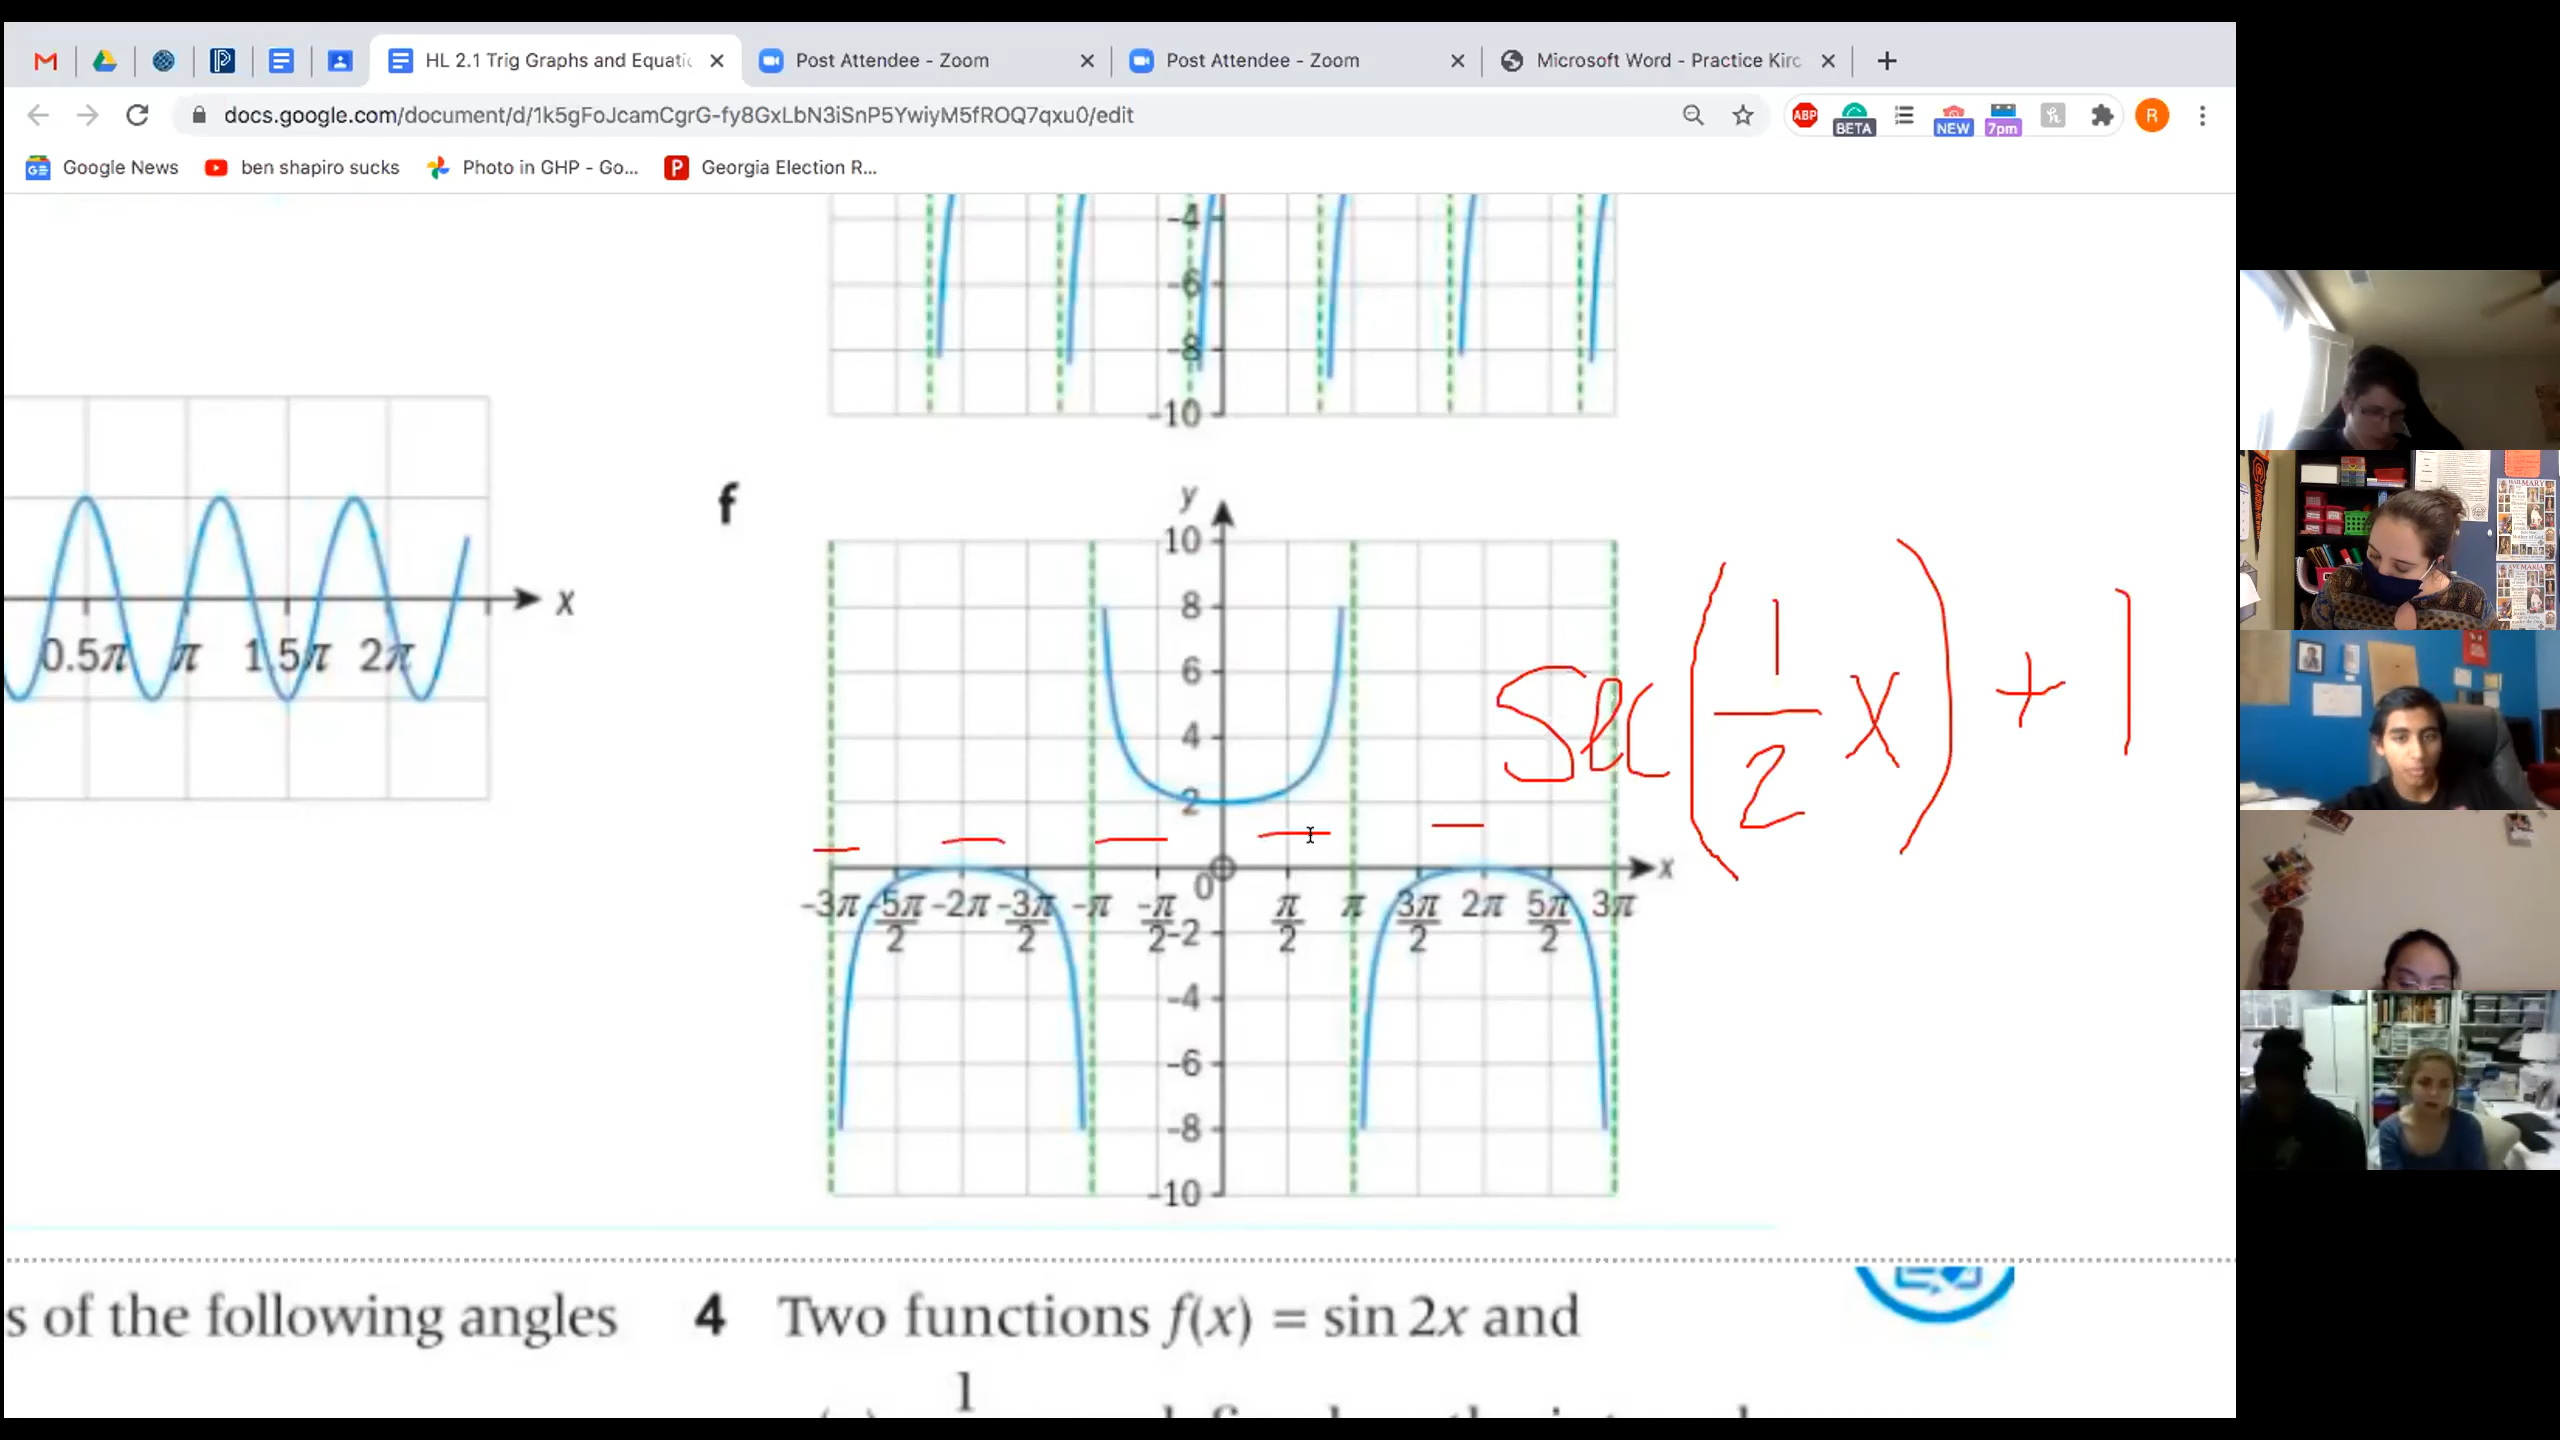 HL 2.1 Trig Graphs and Equatic
Post Attendee - Zoom
Post Attendee - Zoom
Microsoft Word - Practice Kirc
docs.google.com/document/d/1k5gFoJcamCgrG-fy8GxLbN3iSnP5YwiyM5fROQ7qxu0/edit
ABP
BETA
NEW
7pm
R
Google News
ben shapiro sucks
Photo in GHP - Go...
Georgia Election R...
-4
-6
-8
-10
0.5π π 1.5π 2π
x
f
y
10
8
6
4
2
0
-3π -5π/2 -2π -3π/2 -π -π/2 π/2 π 3π/2 2π 5π/2 3π
x
-2
-4
-6
-8
-10
Sec(1/2 x) + 1
s of the following angles
4 Two functions f(x) = sin 2x and
1